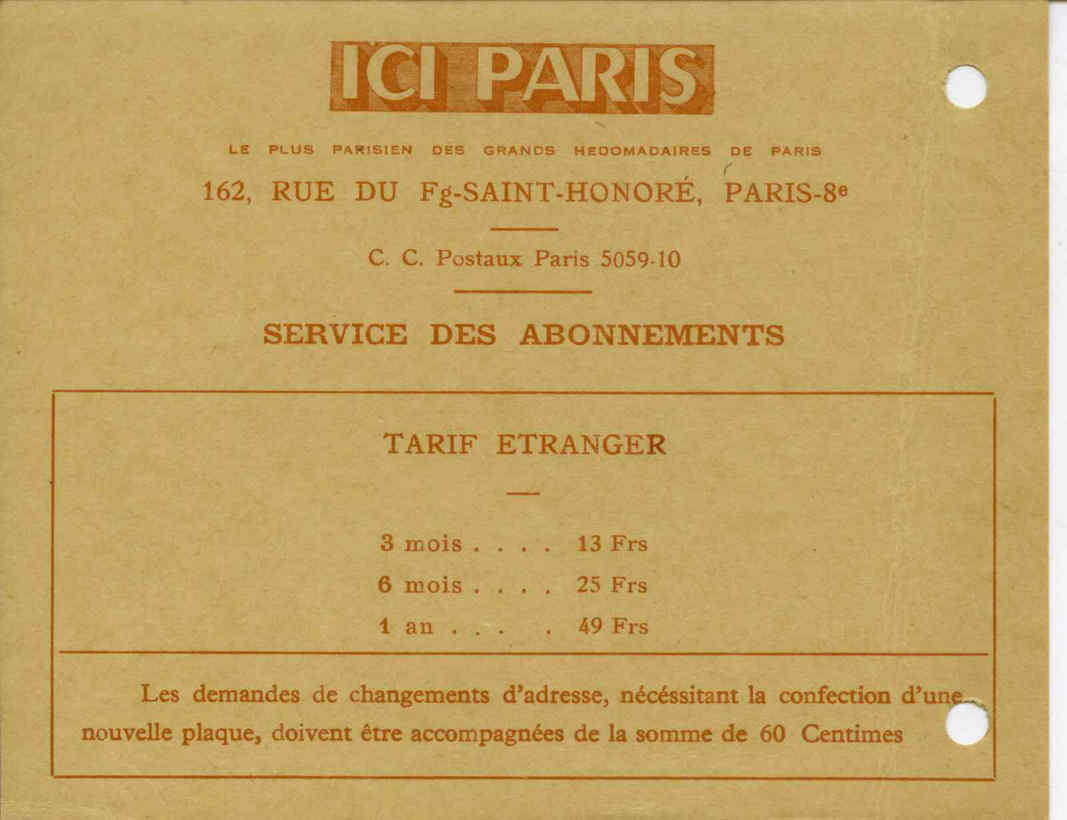 ICI PARIS
LE PLUS PARISIEN DES GRANDS HEBDOMADAIRES DE PARIS
162, RUE DU Fg-SAINT-HONORÉ, PARIS-8e
C. C. Postaux Paris 5059-10
SERVICE DES ABONNEMENTS
TARIF ETRANGER
3 mois . . . . 13 Frs
6 mois . . . . 25 Frs
1 an . . . . 49 Frs
Les demandes de changements d'adresse, nécéssitant la confection d'une
nouvelle plaque, doivent être accompagnées de la somme de 60 Centimes